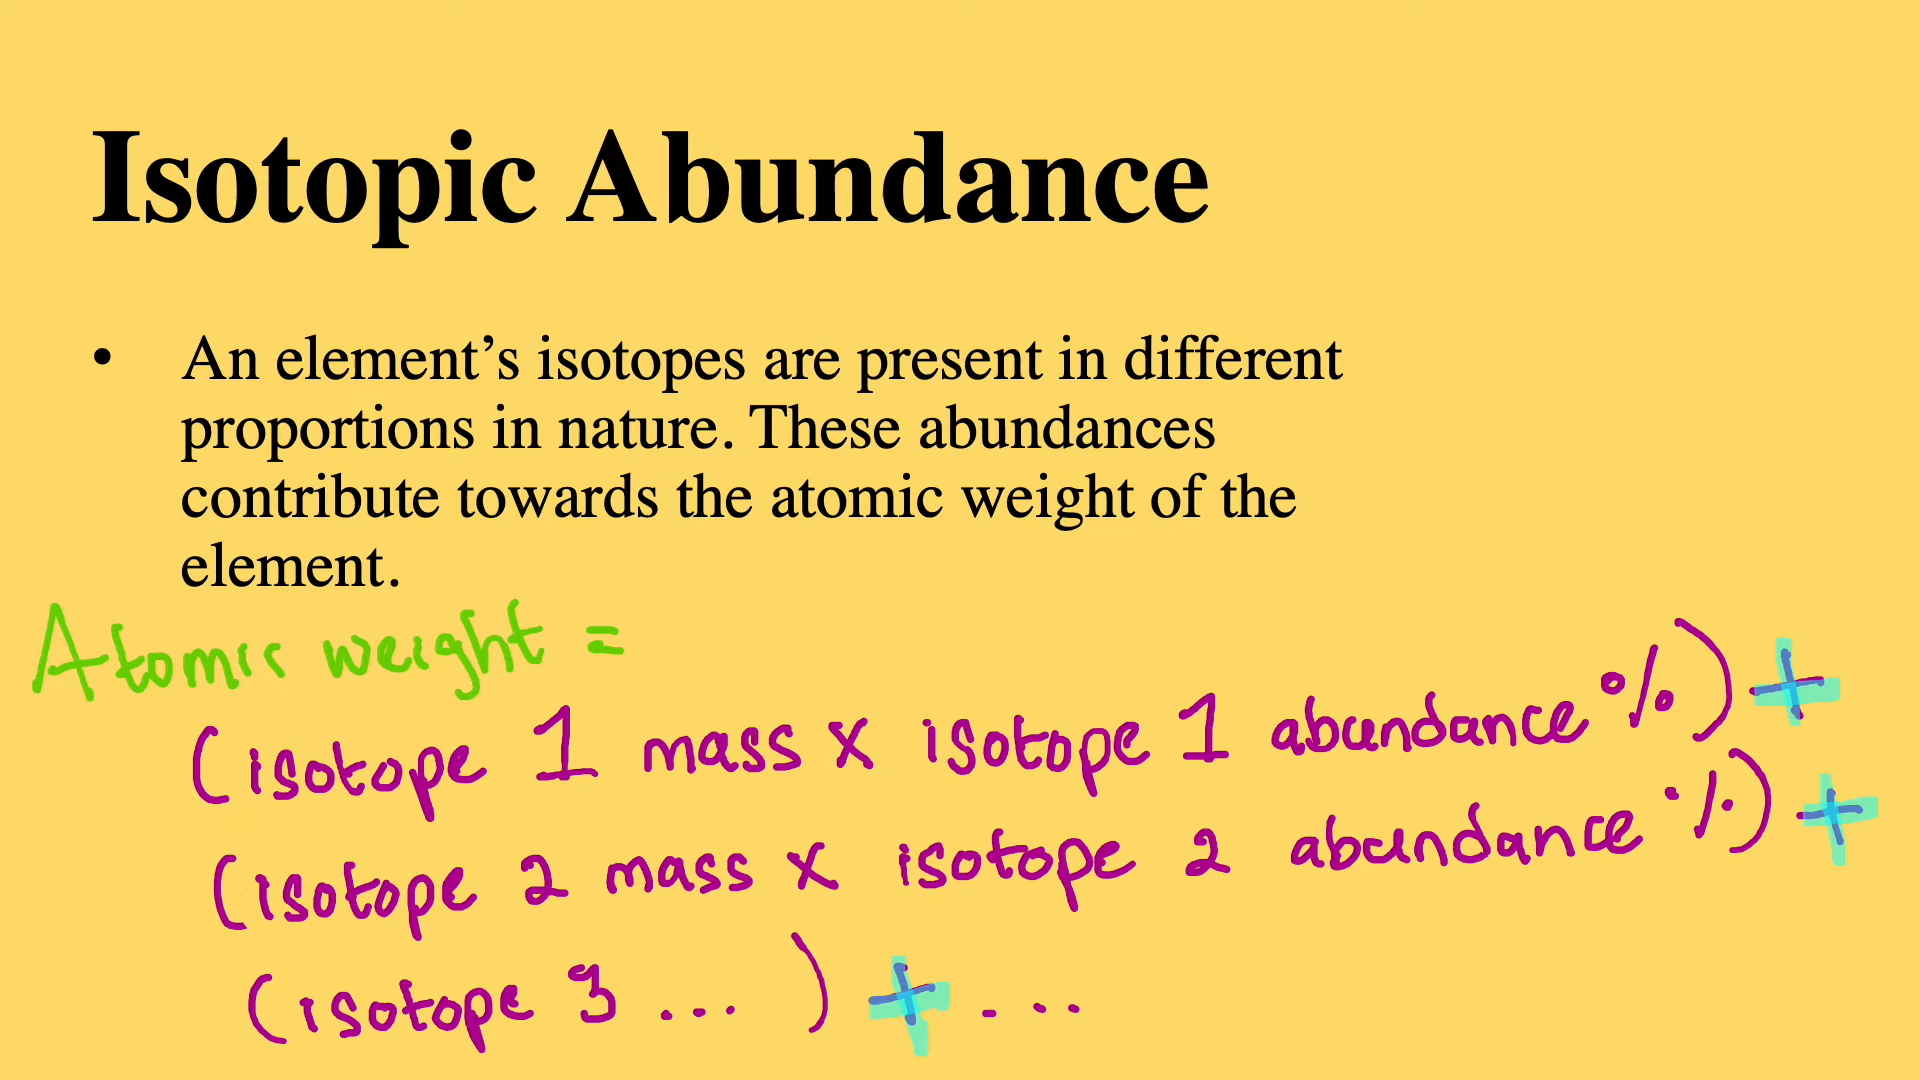 Isotopic Abundance
• An element’s isotopes are present in different
proportions in nature. These abundances
contribute towards the atomic weight of the
element.
Atomic weight =
(isotope 1 mass x isotope 1 abundance %) +
(isotope 2 mass x isotope 2 abundance %) +
(isotope 3 ... ) + ...